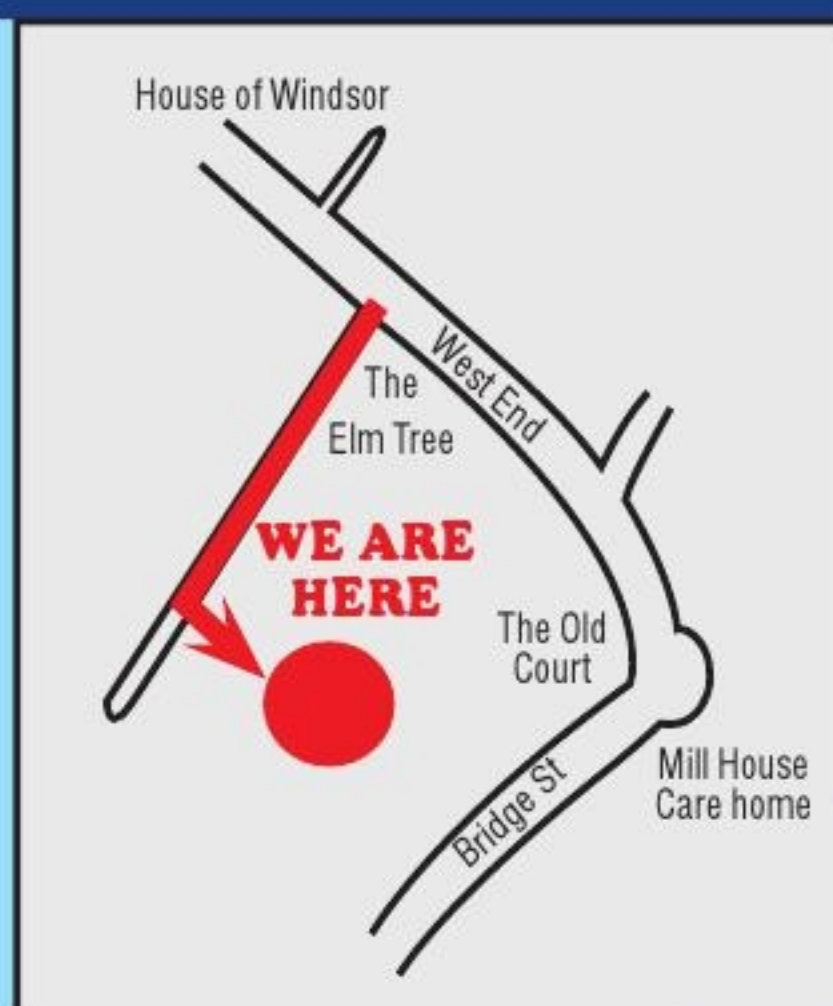 House of Windsor
West End
The
Elm Tree
WE ARE
HERE
The Old
Court
Mill House
Care home
Bridge St